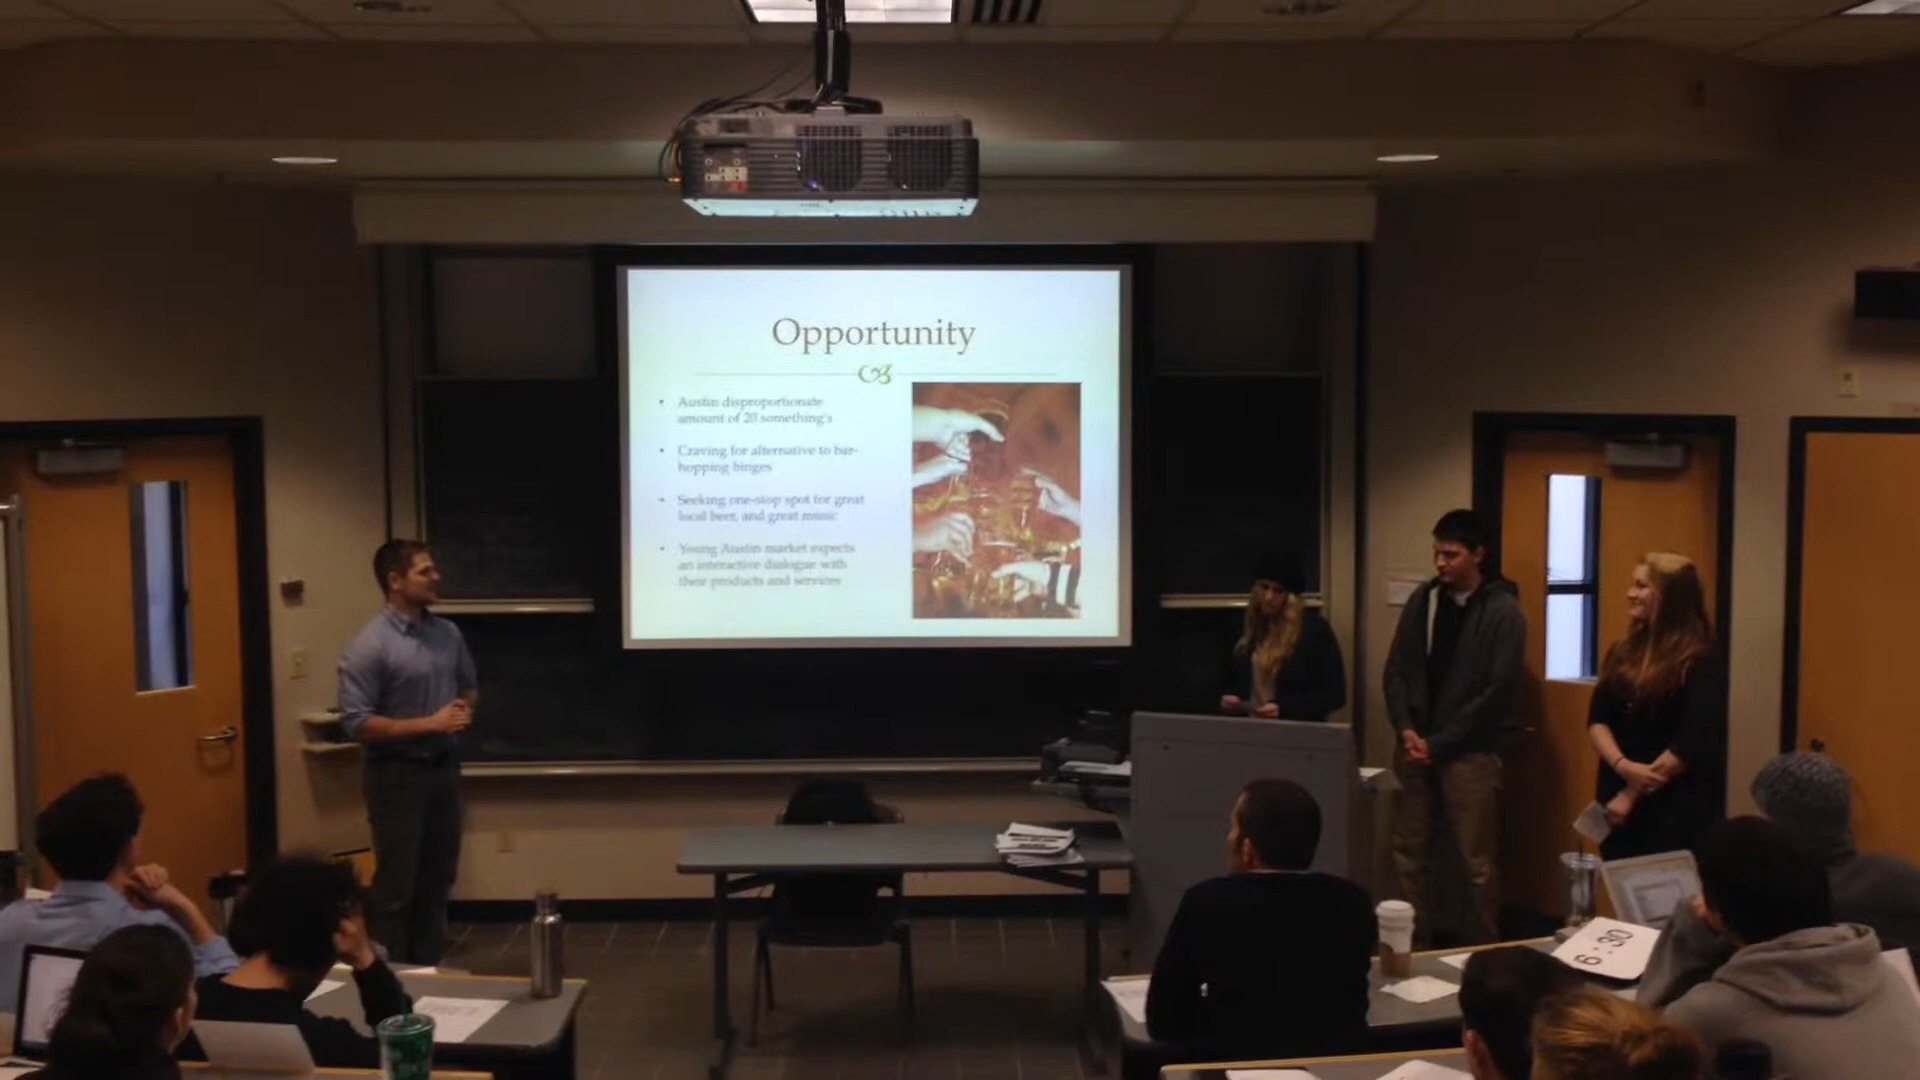 Opportunity
• Austin disproportionate
amount of 20 something's
• Craving for alternative to bar-
hopping binges
• Seeking one-stop spot for great
local beer, and great music
• Young Austin market expects
an interactive dialogue with
their products and services
6:30